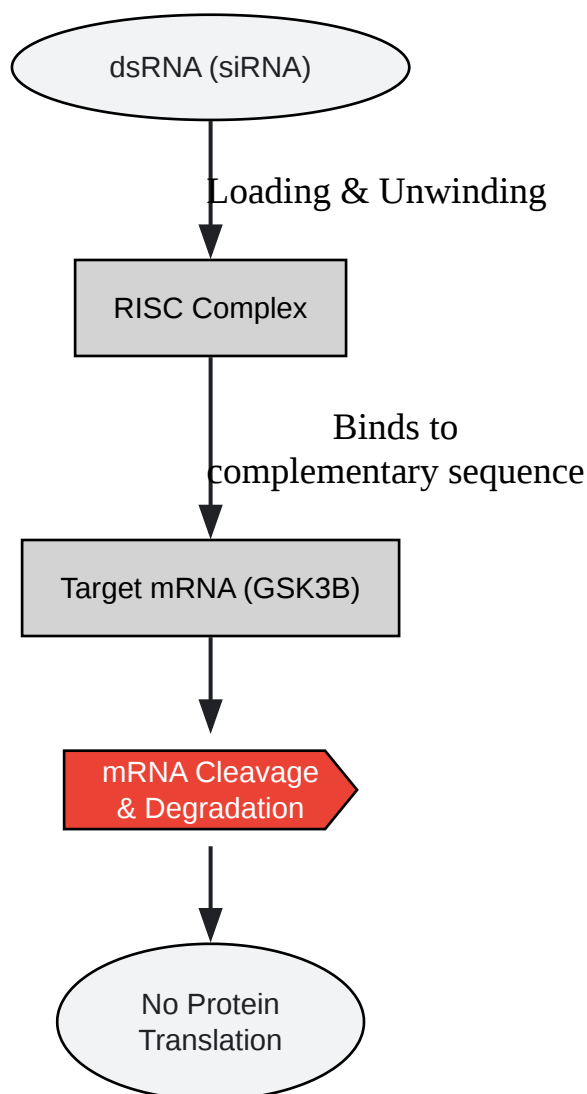 dsRNA (siRNA)
Loading & Unwinding
RISC Complex
Binds to
complementary sequence
Target mRNA (GSK3B)
mRNA Cleavage
& Degradation
No Protein
Translation